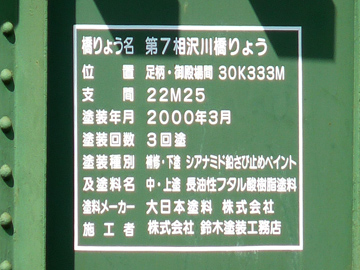 橋りょう名 第7相沢川橋りょう
位 置 足柄・御殿場間 30K333M
支 間 22M25
塗装年月 2000年3月
塗装回数 3回塗
塗装種別 補修・下塗 シアナミド鉛さび止めペイント
及塗料名 中・上塗 長油性フタル酸樹脂塗料
塗料メーカー 大日本塗料 株式会社
施工者 株式会社 鈴木塗装工務店